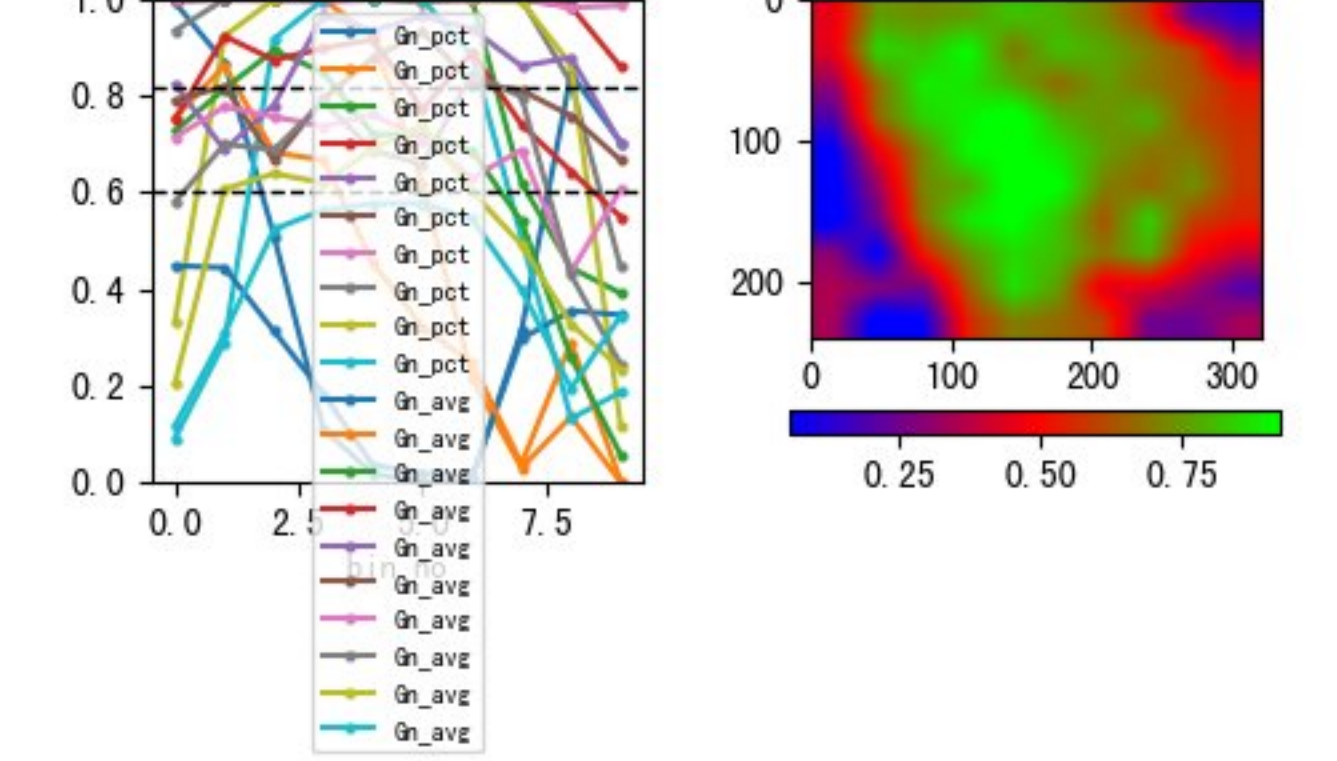 1. 0
0. 8
0. 6
0. 4
0. 2
0. 0
0. 0 2. 5 5. 0 7. 5
bin_no
Gn_pct
Gn_pct
Gn_pct
Gn_pct
Gn_pct
Gn_pct
Gn_pct
Gn_pct
Gn_pct
Gn_pct
Gn_avg
Gn_avg
Gn_avg
Gn_avg
Gn_avg
Gn_avg
Gn_avg
Gn_avg
Gn_avg
Gn_avg
0
100
200
0 100 200 300
0. 25 0. 50 0. 75